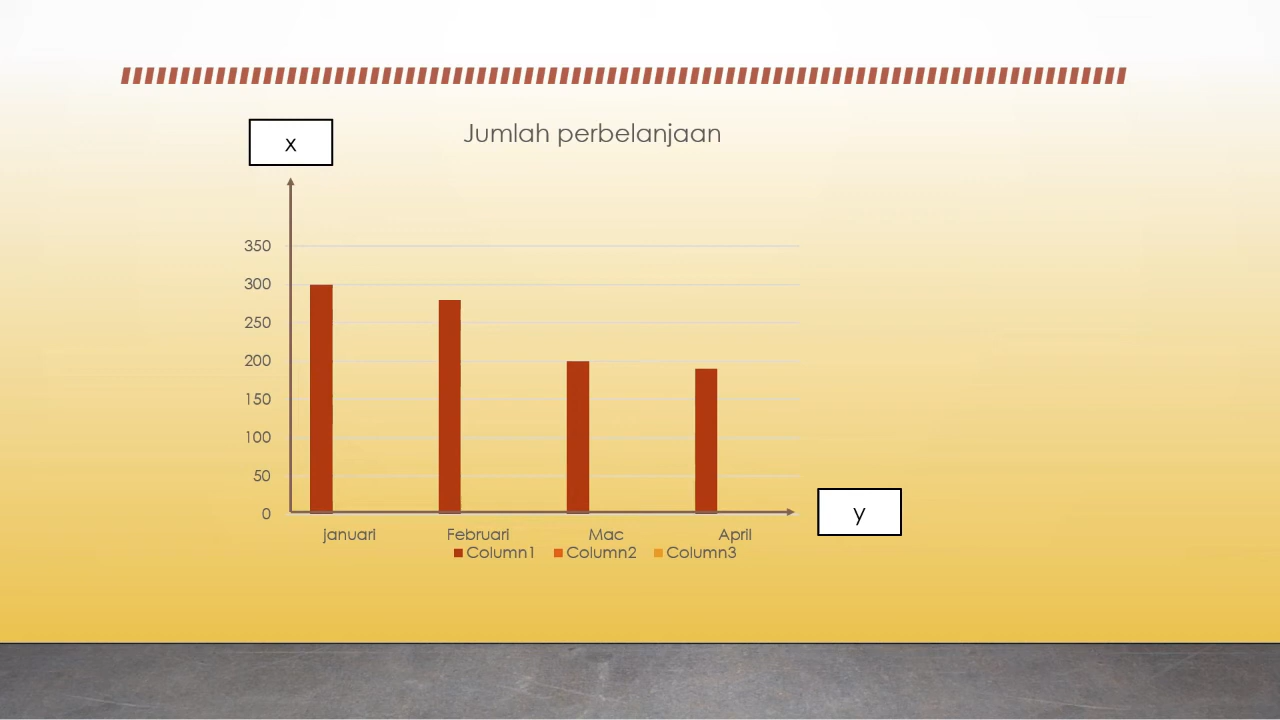 x
Jumlah perbelanjaan
350
300
250
200
150
100
50
0
y
januari Februari Mac April
Column1 Column2 Column3